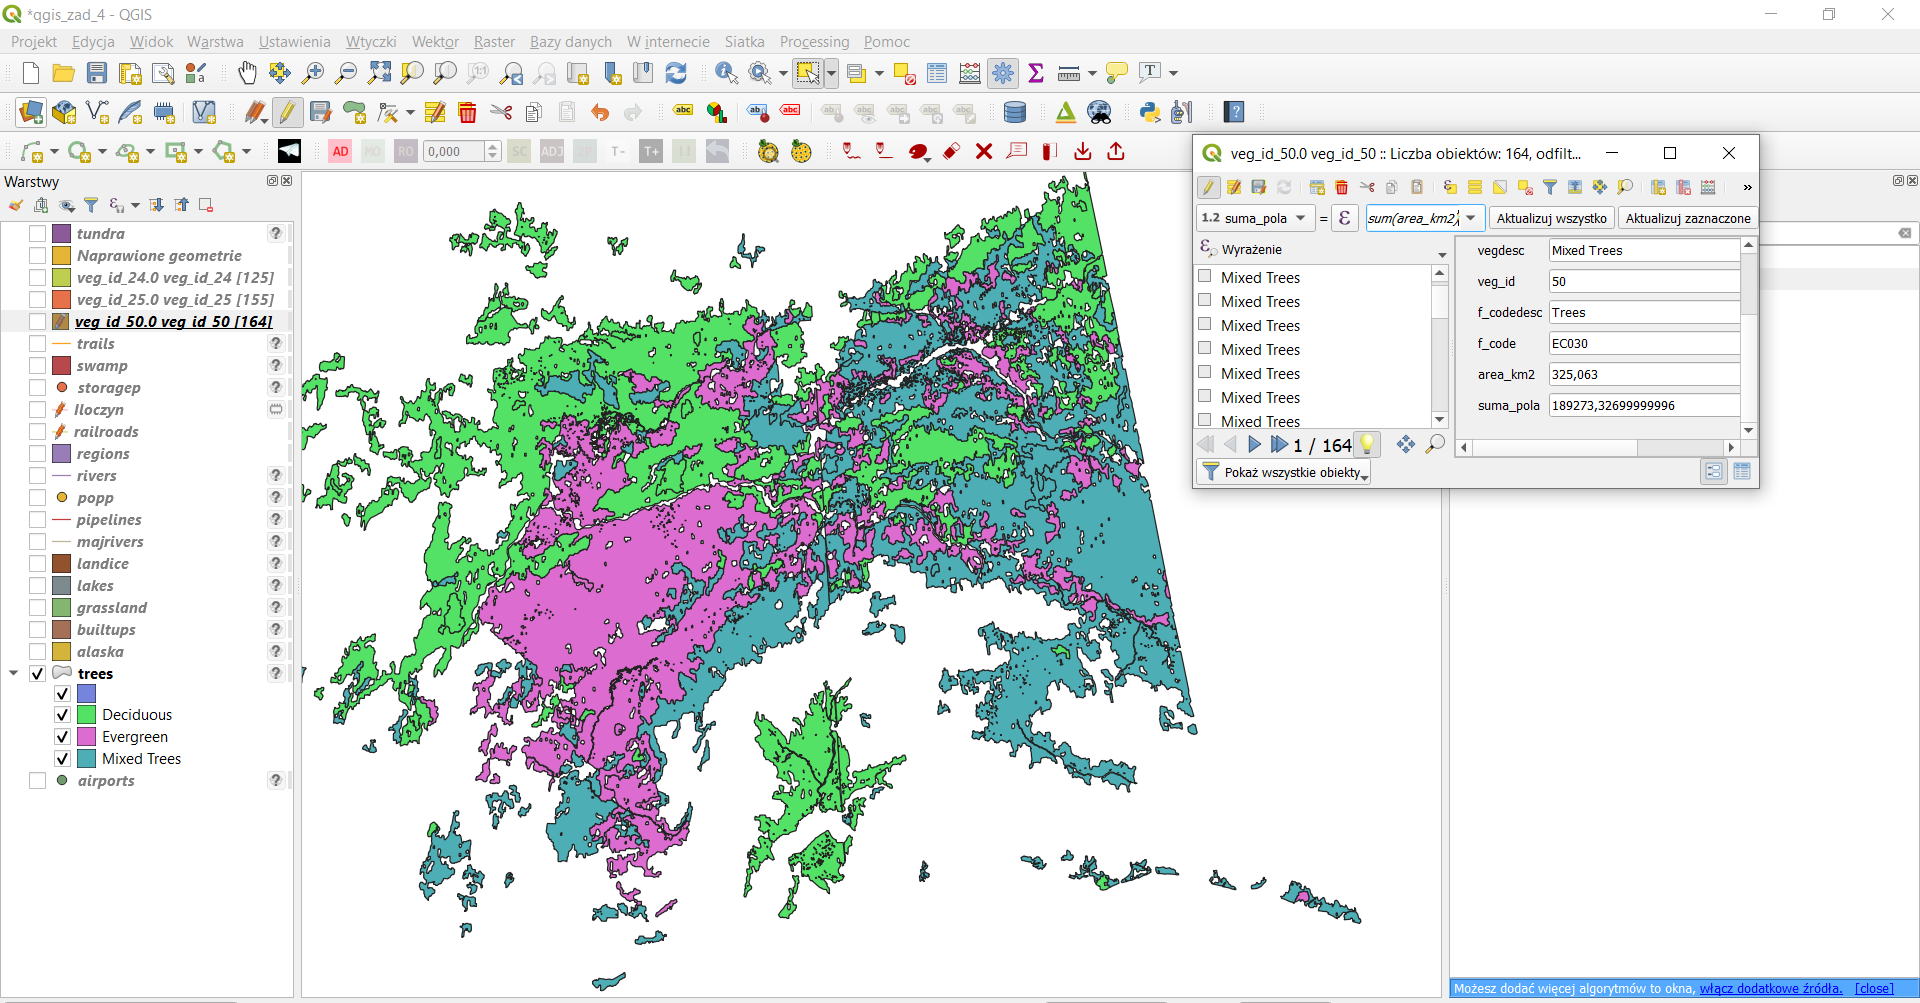 *qgis_zad_4 - QGIS
Projekt Edycja Widok Warstwa Ustawienia Wtyczki Wektor Raster Bazy danych W internecie Siatka Processing Pomoc
abc abc abc
AD MO RO 0,000 SC ADJ T- T+
Warstwy
tundra
Naprawione geometrie
veg_id_24.0 veg_id_24 [125]
veg_id_25.0 veg_id_25 [155]
veg_id_50.0 veg_id_50 [164]
trails
swamp
storagep
Iloczyn
railroads
regions
rivers
popp
pipelines
majrivers
landice
lakes
grassland
builtups
alaska
trees
Deciduous
Evergreen
Mixed Trees
airports
veg_id_50.0 veg_id_50 :: Liczba obiektów: 164, odfilt...
1.2 suma_pola = ε sum(area_km2) Aktualizuj wszystko Aktualizuj zaznaczone
Wyrażenie
Mixed Trees
Mixed Trees
Mixed Trees
Mixed Trees
Mixed Trees
Mixed Trees
Mixed Trees
vegdesc Mixed Trees
veg_id 50
f_codedesc Trees
f_code EC030
area_km2 325,063
suma_pola 189273,32699999996
1 / 164
Pokaż wszystkie obiekty
Możesz dodać więcej algorytmów to okna, włącz dodatkowe źródła. [close]